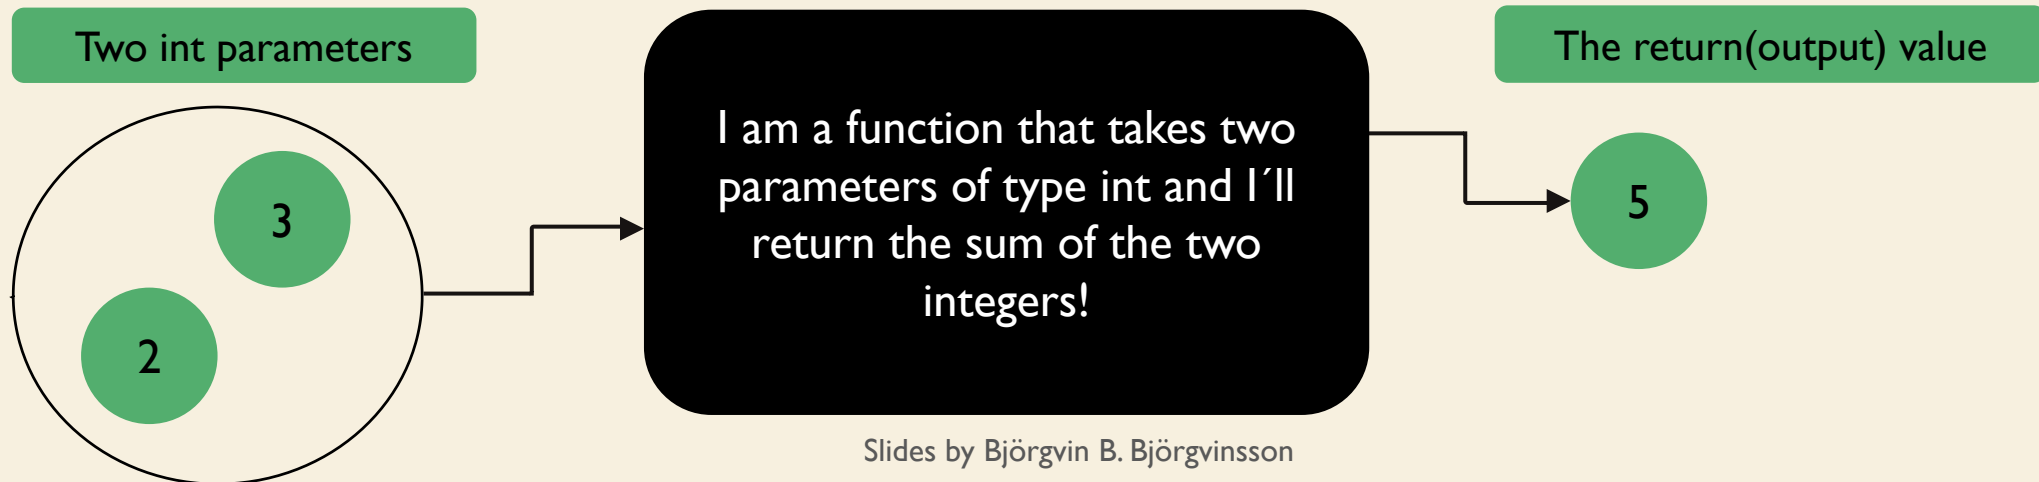 Two int parameters
The return(output) value
I am a function that takes two
parameters of type int and I´ll
return the sum of the two
integers!
3
2
5
Slides by Björgvin B. Björgvinsson